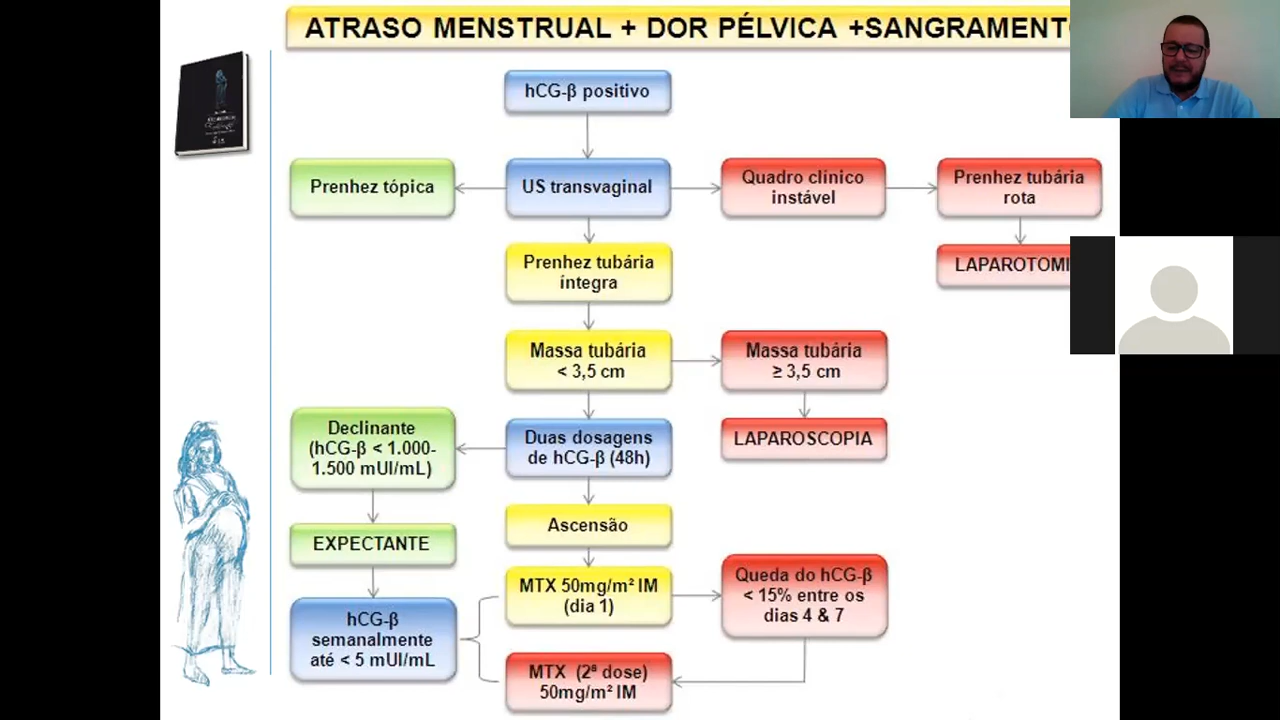 ATRASO MENSTRUAL + DOR PÉLVICA +SANGRAMENT
hCG-β positivo
Prenhez tópica
US transvaginal
Quadro clínico
instável
Prenhez tubária
rota
LAPAROTOMI
Prenhez tubária
íntegra
Massa tubária
< 3,5 cm
Massa tubária
≥ 3,5 cm
LAPAROSCOPIA
Duas dosagens
de hCG-β (48h)
Declinante
(hCG-β < 1.000-
1.500 mUI/mL)
EXPECTANTE
hCG-β
semanalmente
até < 5 mUI/mL
Ascensão
MTX 50mg/m² IM
(dia 1)
Queda do hCG-β
< 15% entre os
dias 4 & 7
MTX (2ª dose)
50mg/m² IM